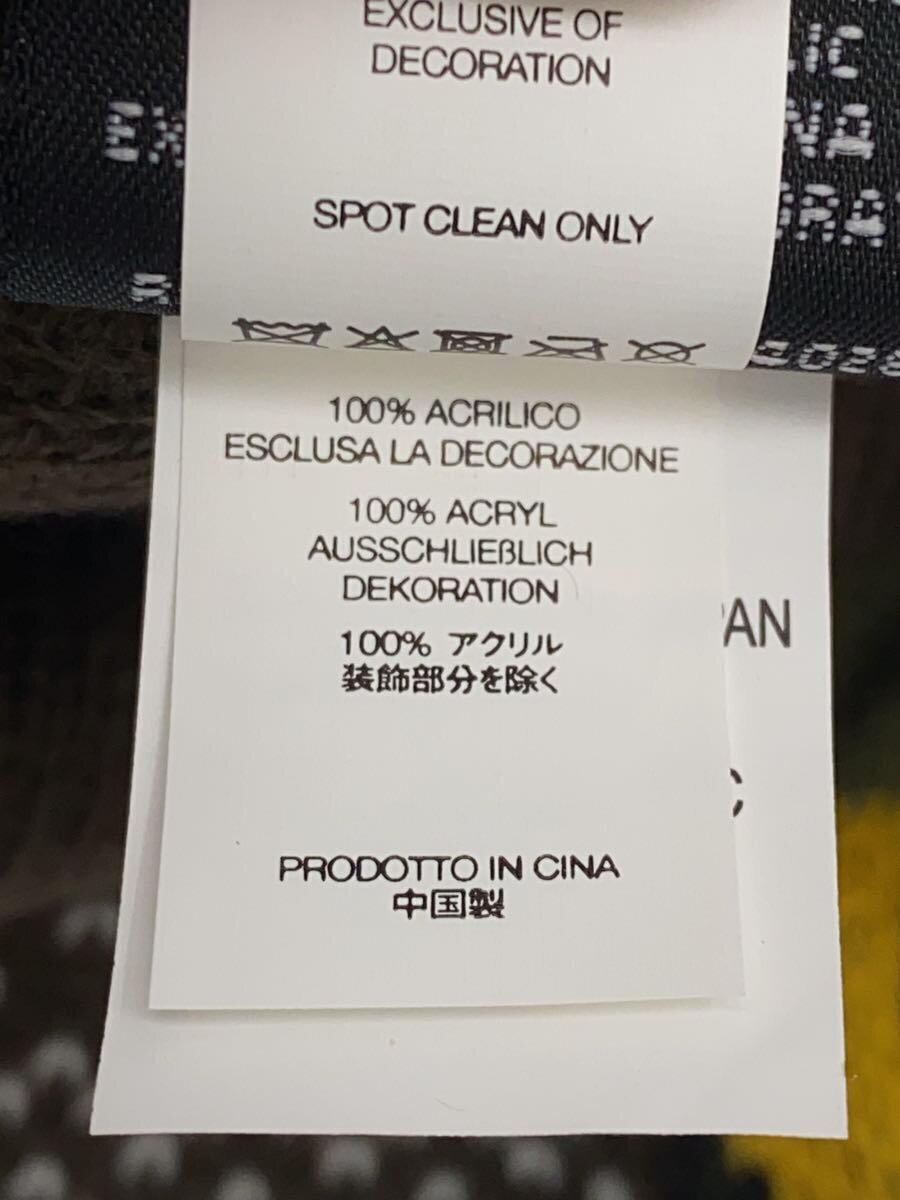 EXCLUSIVE OF
DECORATION
SPOT CLEAN ONLY
100% ACRILICO
ESCLUSA LA DECORAZIONE
100% ACRYL
AUSSCHLIEßLICH
DEKORATION
100% アクリル
装飾部分を除く
PRODOTTO IN CINA
中国製